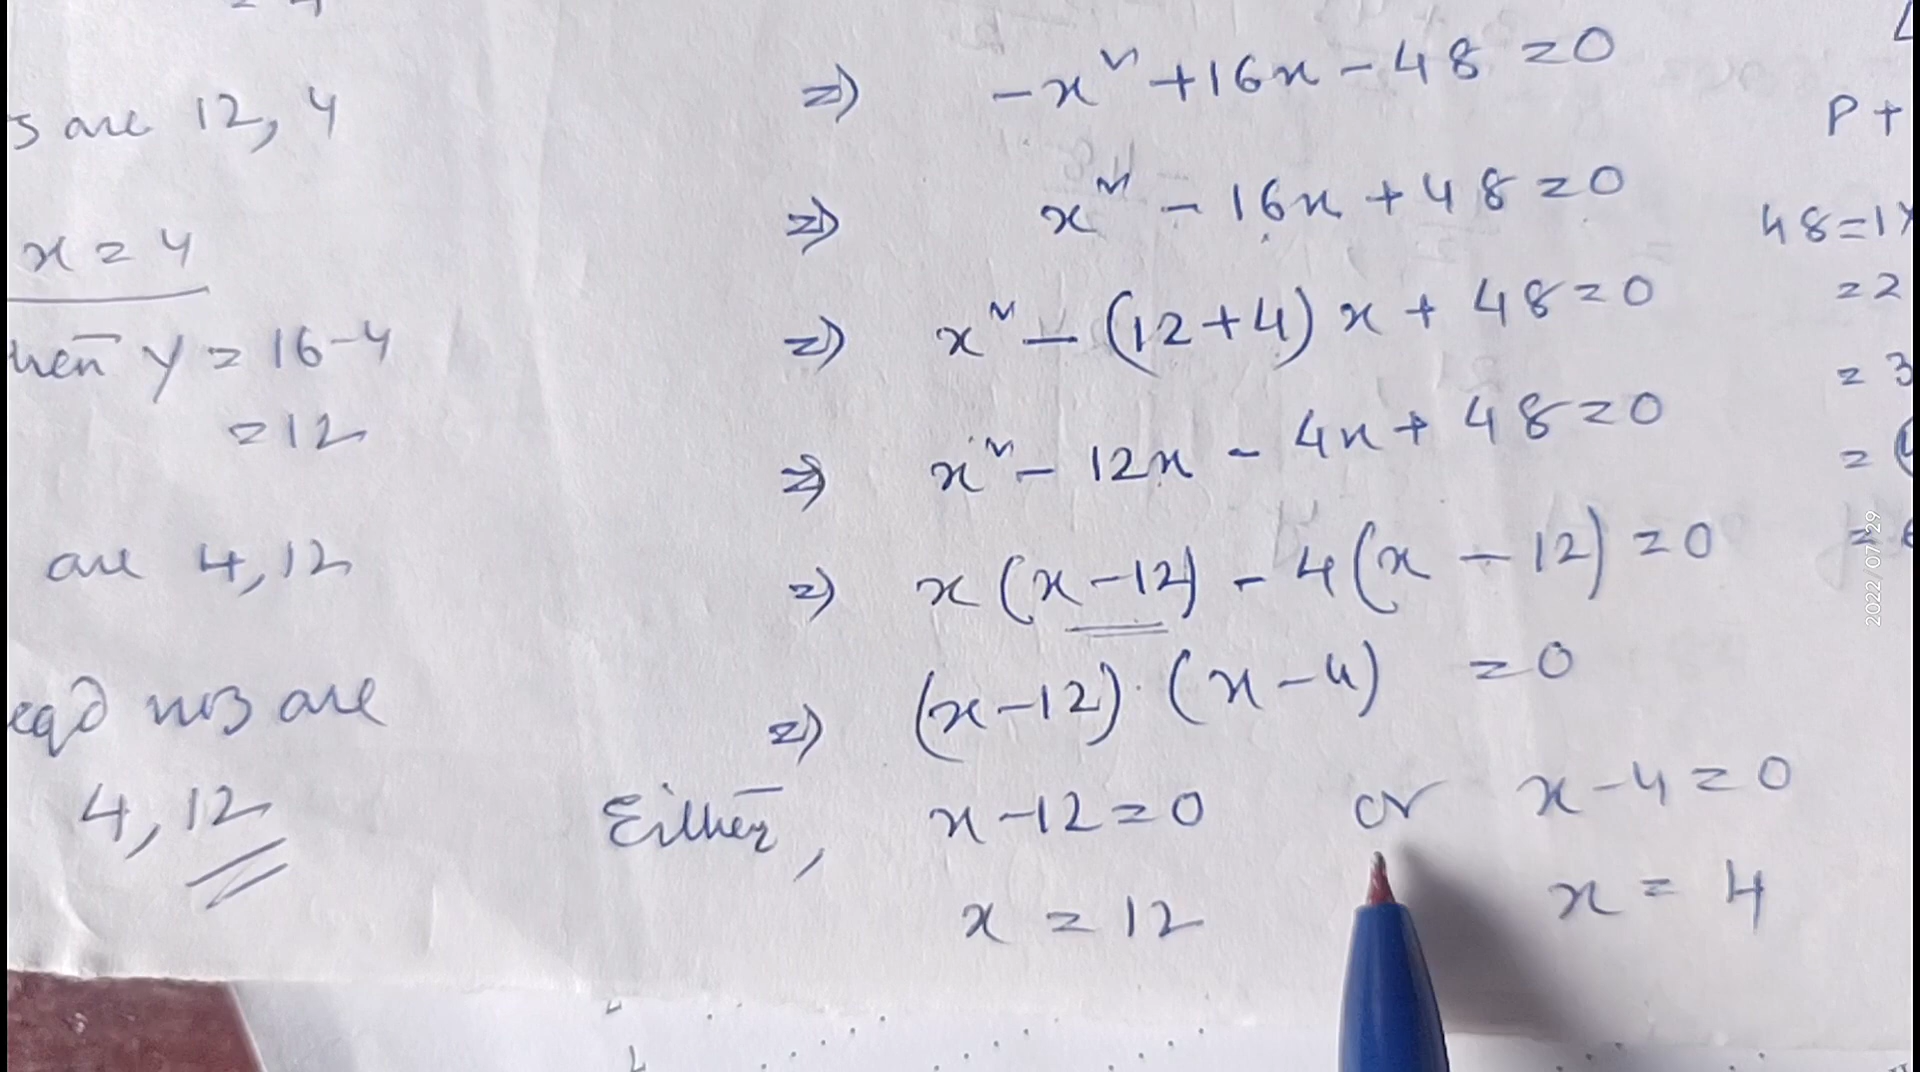 s are 12, 4
x = 4
hen y = 16-4
= 12
are 4, 12
eqd nos are
4, 12
⇒ -x² + 16x - 48 = 0
⇒ x² - 16x + 48 = 0
⇒ x² - (12+4) x + 48 = 0
⇒ x² - 12x - 4x + 48 = 0
⇒ x (x-12) - 4 (x - 12) = 0
⇒ (x-12) (x-4) = 0
Either, x-12 = 0 or x-4 = 0
x = 12 x = 4
P +
48 = 1×
= 2
= 3
2022/07/29